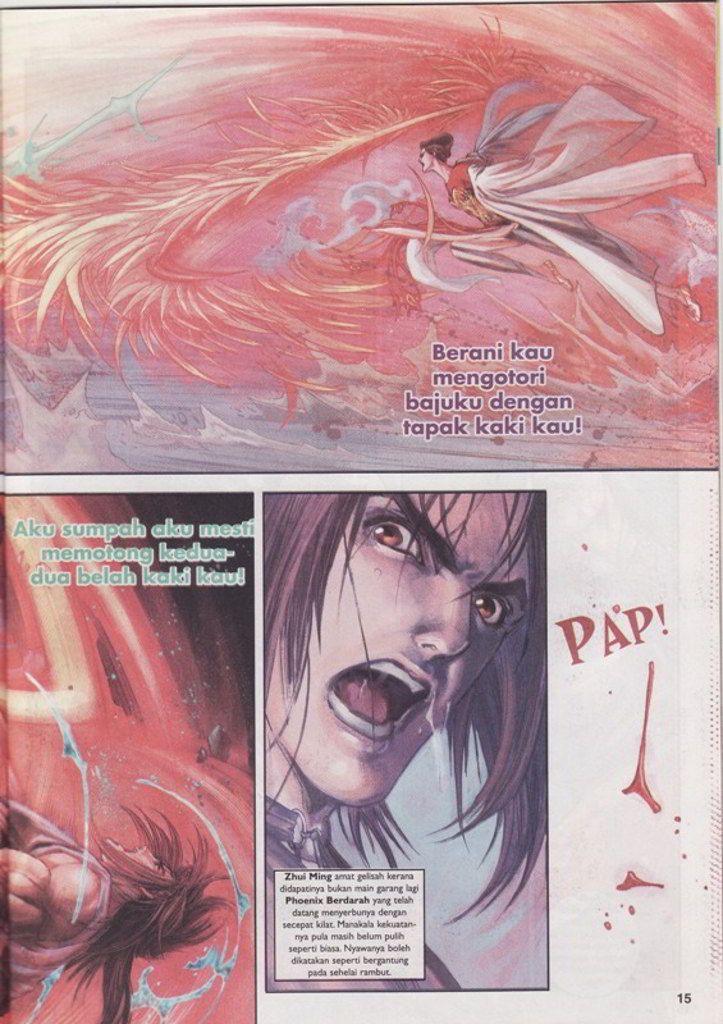 Berani kau
mengotori
bajuku dengan
tapak kaki kau!
Aku sumpah aku mesti
memotong kedua-
dua belah kaki kau!
PAP!
Zhui Ming amat gelisah kerana
didapatinya bukan main garang lagi
Phoenix Berdarah yang telah
datang menyerbunya dengan
secepat kilat. Manakala kekuatan-
nya pula masih belum pulih
seperti biasa. Nyawanya boleh
dikatakan seperti bergantung
pada sehelai rambut.
15